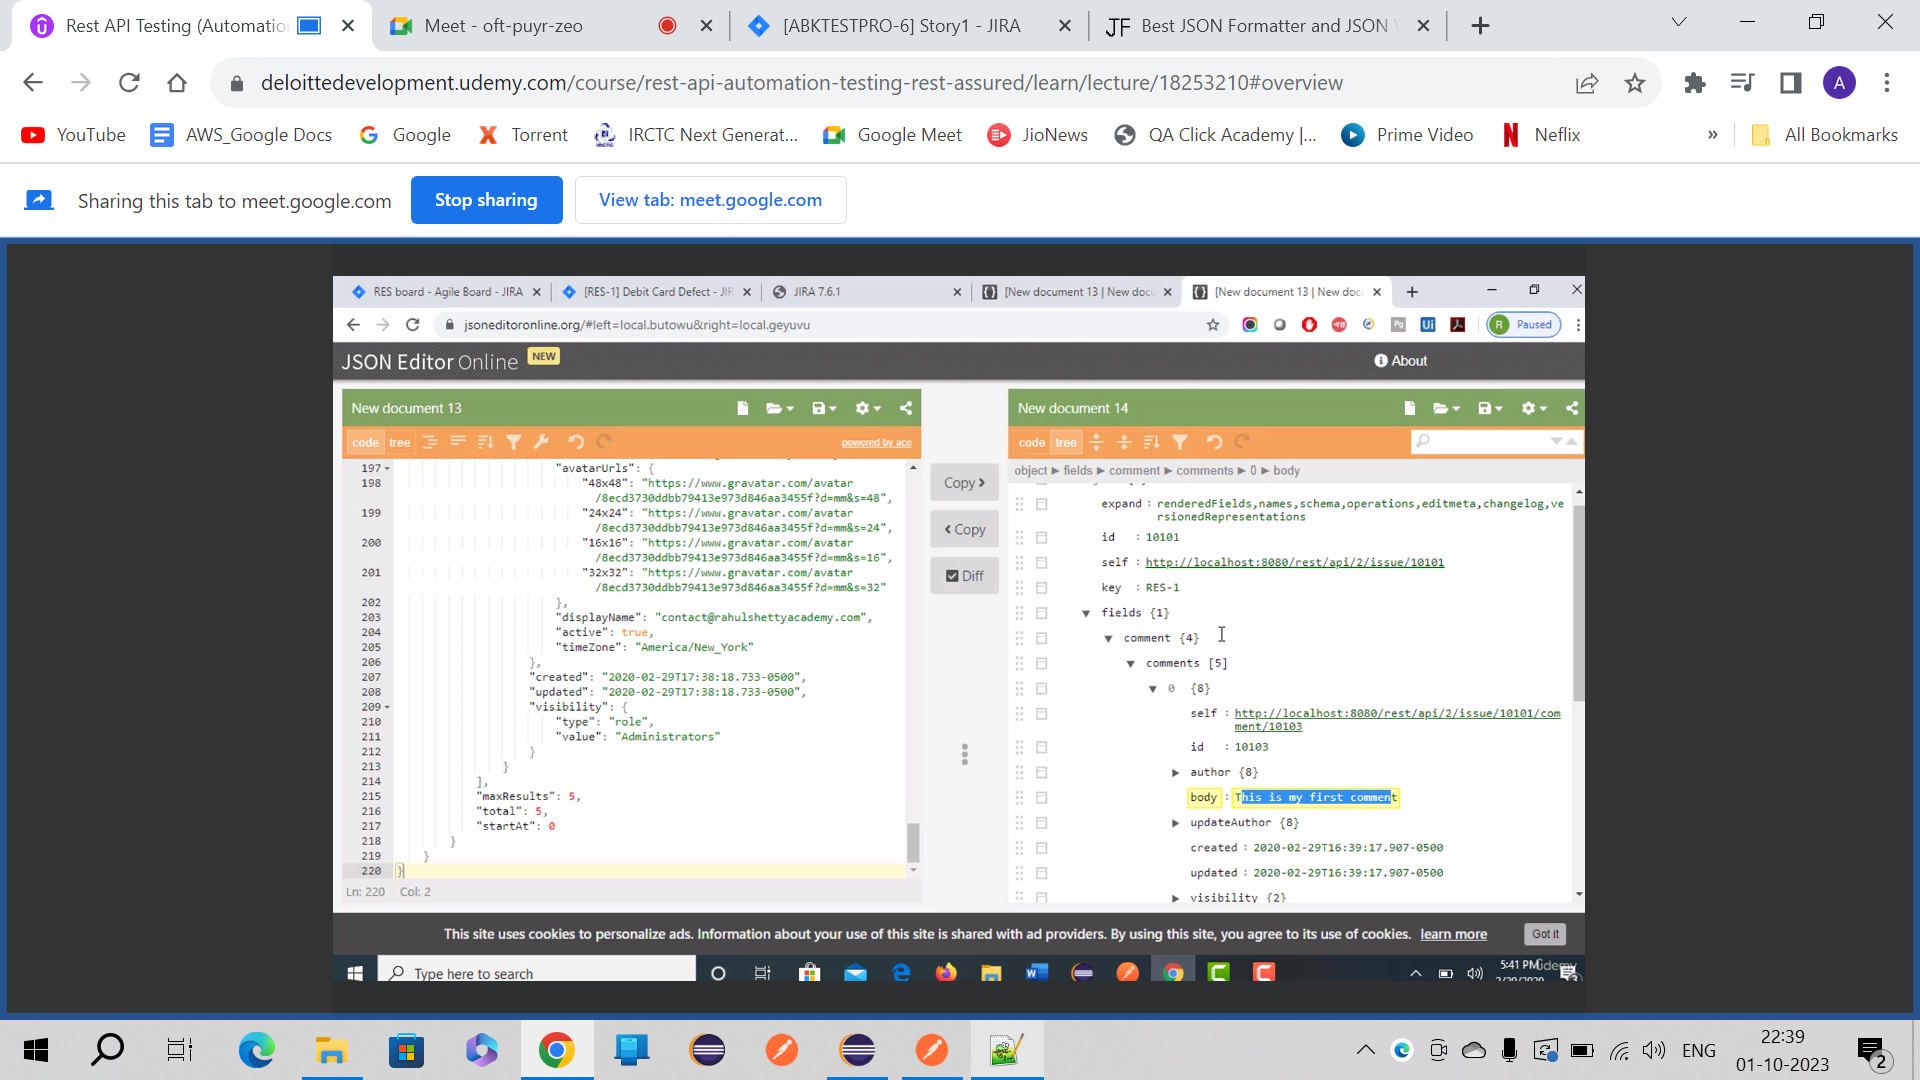 Rest API Testing (Automatio
Meet - oft-puyr-zeo
[ABKTESTPRO-6] Story1 - JIRA
JF Best JSON Formatter and JSON V
deloittedevelopment.udemy.com/course/rest-api-automation-testing-rest-assured/learn/lecture/18253210#overview
A
YouTube
AWS_Google Docs
Google
Torrent
IRCTC Next Generat...
Google Meet
JioNews
QA Click Academy |...
Prime Video
Neflix
»
All Bookmarks
Sharing this tab to meet.google.com
Stop sharing
View tab: meet.google.com
RES board - Agile Board - JIRA
[RES-1] Debit Card Defect - JIR
JIRA 7.6.1
[New document 13 | New doc
[New document 13 | New doc
jsoneditoronline.org/#left=local.butowu&right=local.geyuvu
R Paused
JSON Editor Online NEW
About
New document 13
code tree
powered by ace
197
"avatarUrls": {
198
"48x48": "https://www.gravatar.com/avatar
/8ecd3730ddbb79413e973d846aa3455f?d=mm&s=48",
199
"24x24": "https://www.gravatar.com/avatar
/8ecd3730ddbb79413e973d846aa3455f?d=mm&s=24",
200
"16x16": "https://www.gravatar.com/avatar
/8ecd3730ddbb79413e973d846aa3455f?d=mm&s=16",
201
"32x32": "https://www.gravatar.com/avatar
/8ecd3730ddbb79413e973d846aa3455f?d=mm&s=32"
202 },
203 "displayName": "contact@rahulshettyacademy.com",
204 "active": true,
205 "timeZone": "America/New_York"
206 },
207 "created": "2020-02-29T17:38:18.733-0500",
208 "updated": "2020-02-29T17:38:18.733-0500",
209 "visibility": {
210 "type": "role",
211 "value": "Administrators"
212 }
213 }
214 ],
215 "maxResults": 5,
216 "total": 5,
217 "startAt": 0
218 }
219 }
220 }
Ln: 220 Col: 2
Copy >
< Copy
Diff
New document 14
code tree
object ► fields ► comment ► comments ► 0 ► body
expand : renderedFields,names,schema,operations,editmeta,changelog,ve
rsionedRepresentations
id : 10101
self : http://localhost:8080/rest/api/2/issue/10101
key : RES-1
fields {1}
comment {4}
comments [5]
0 {8}
self : http://localhost:8080/rest/api/2/issue/10101/com
ment/10103
id : 10103
author {8}
body : This is my first comment
updateAuthor {8}
created : 2020-02-29T16:39:17.907-0500
updated : 2020-02-29T16:39:17.907-0500
visibility {2}
This site uses cookies to personalize ads. Information about your use of this site is shared with ad providers. By using this site, you agree to its use of cookies. learn more
Got it
Type here to search
5:41 PM
ûdemy
ENG
22:39
01-10-2023
2